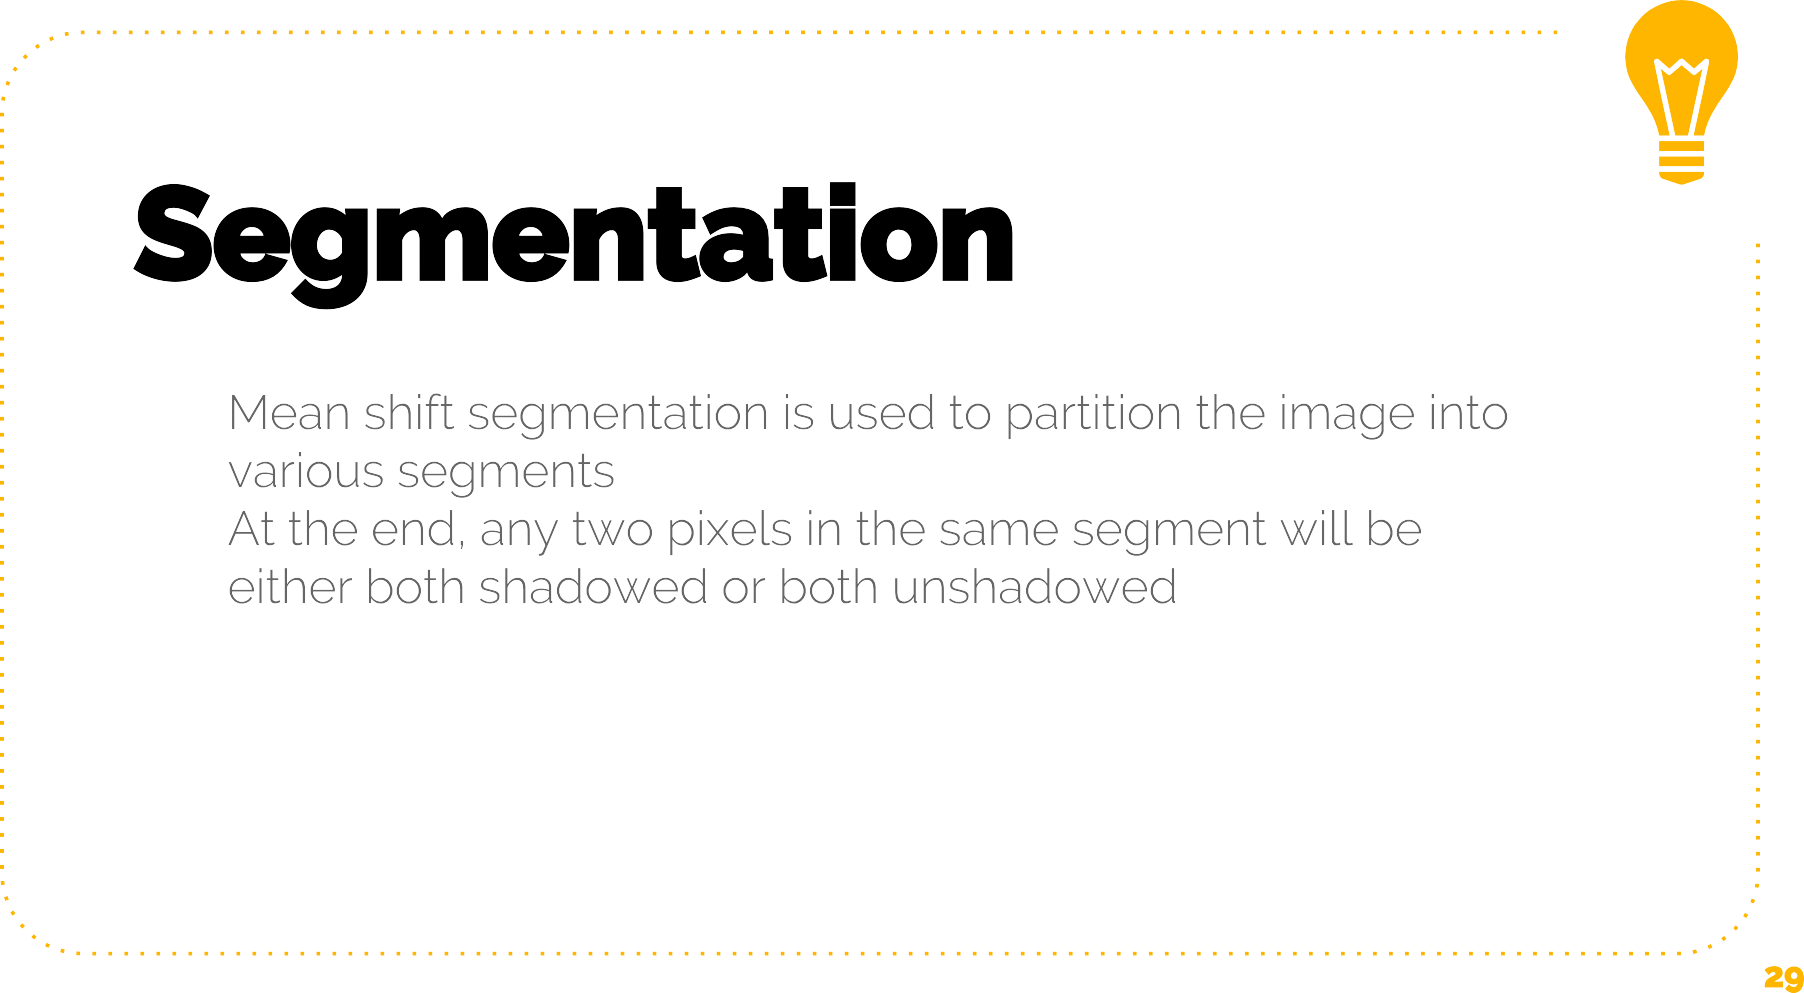 Segmentation
Mean shift segmentation is used to partition the image into
various segments
At the end, any two pixels in the same segment will be
either both shadowed or both unshadowed
29